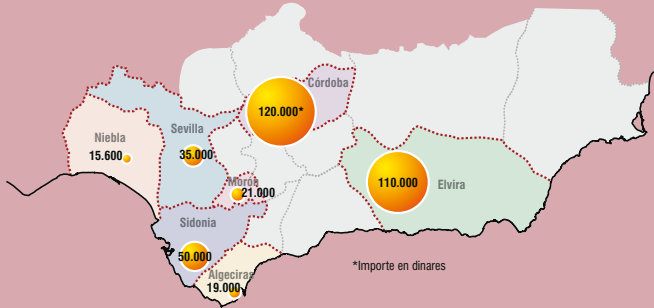 Córdoba
120.000*
Sevilla
35.000
Niebla
15.600
Morón
21.000
110.000
Elvira
Sidonia
50.000
Algeciras
19.000
*Importe en dinares